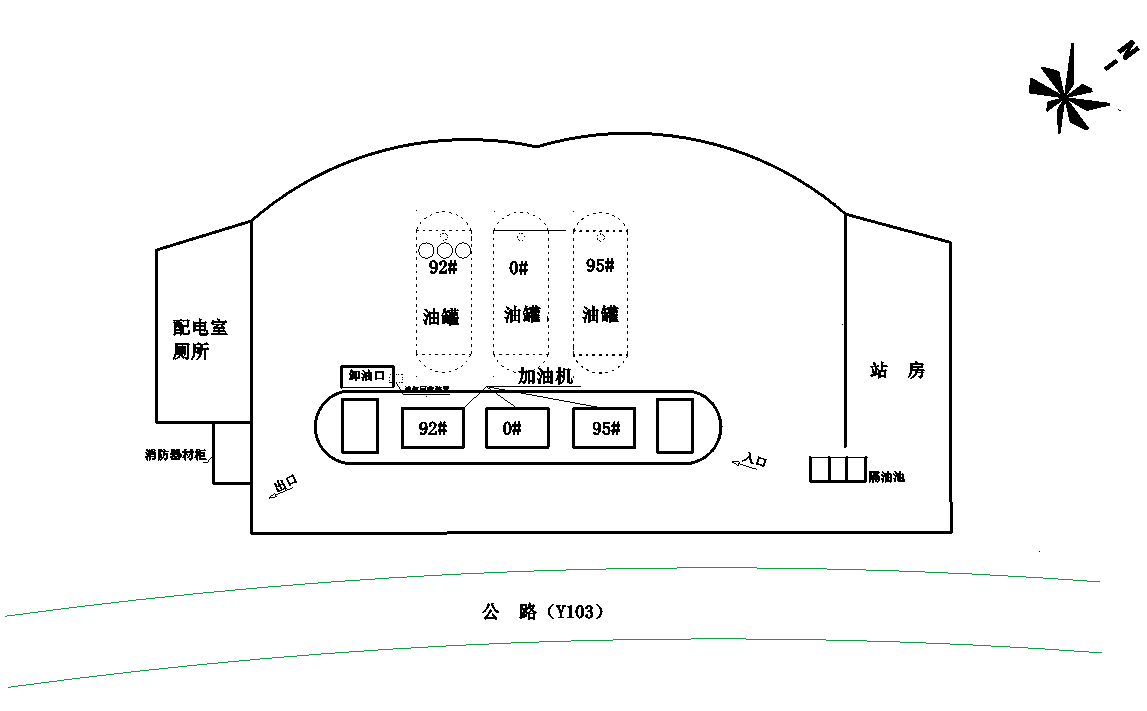 N
92#
0#
95#
油罐
油罐
油罐
配电室
厕所
站 房
卸油口
加油机
92#
0#
95#
消防器材柜
出口
入口
隔油池
公 路（Y103）